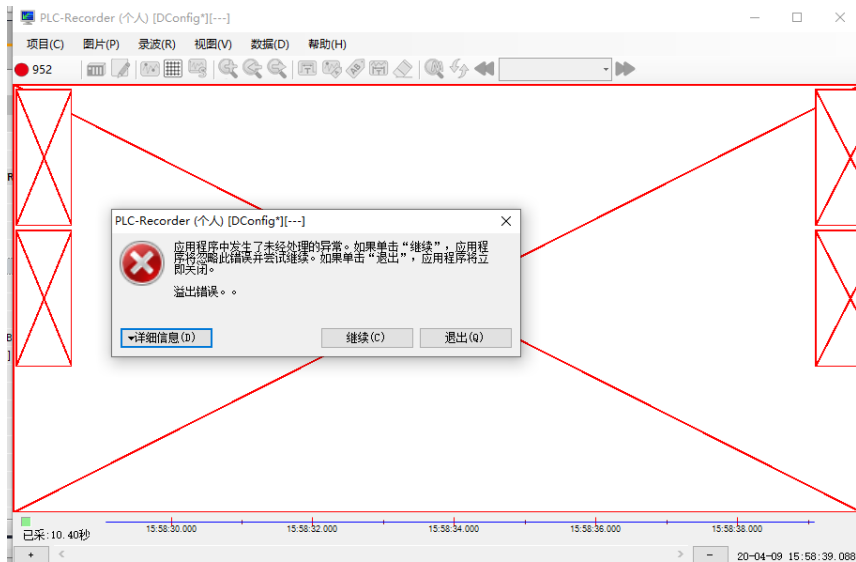 PLC-Recorder (个人) [DConfig*][---]
项目(C) 图片(P) 录波(R) 视图(V) 数据(D) 帮助(H)
952
PLC-Recorder (个人) [DConfig*][---]
应用程序中发生了未经处理的异常。如果单击“继续”，应用程
序将忽略此错误并尝试继续。如果单击“退出”，应用程序将立
即关闭。
溢出错误。。
详细信息(D) 继续(C) 退出(Q)
15:58:30.000 15:58:32.000 15:58:34.000 15:58:36.000 15:58:38.000
已采:10.40秒
20-04-09 15:58:39.088